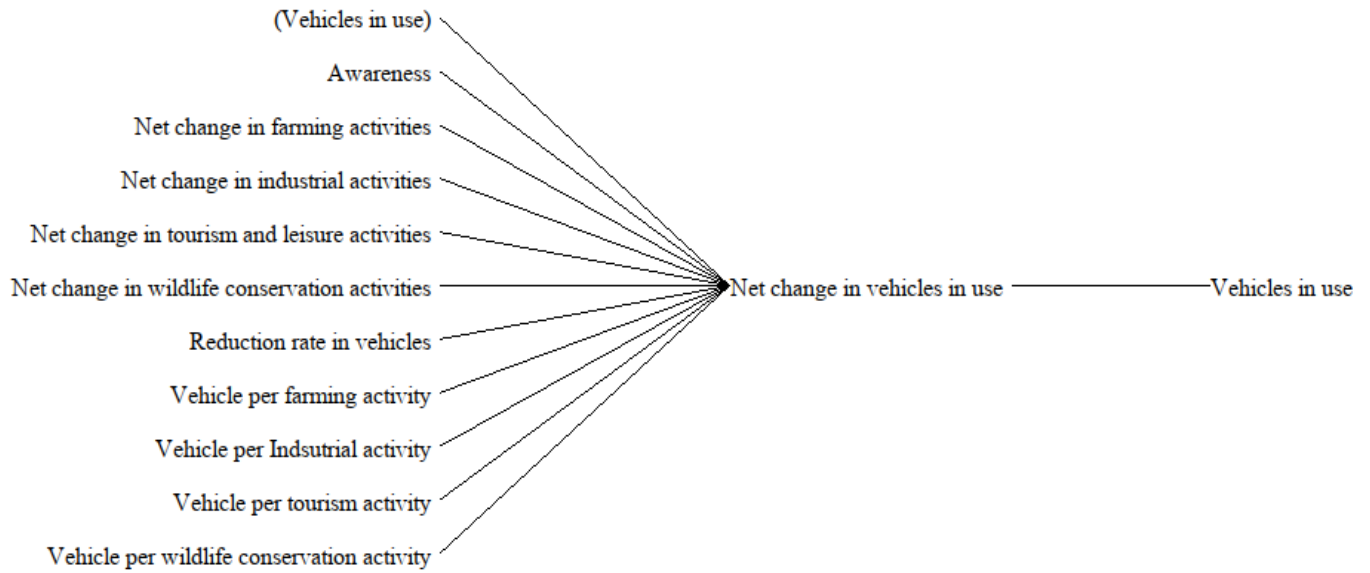 (Vehicles in use)
Awareness
Net change in farming activities
Net change in industrial activities
Net change in tourism and leisure activities
Net change in wildlife conservation activities
Reduction rate in vehicles
Vehicle per farming activity
Vehicle per Indsutrial activity
Vehicle per tourism activity
Vehicle per wildlife conservation activity
Net change in vehicles in use
Vehicles in use